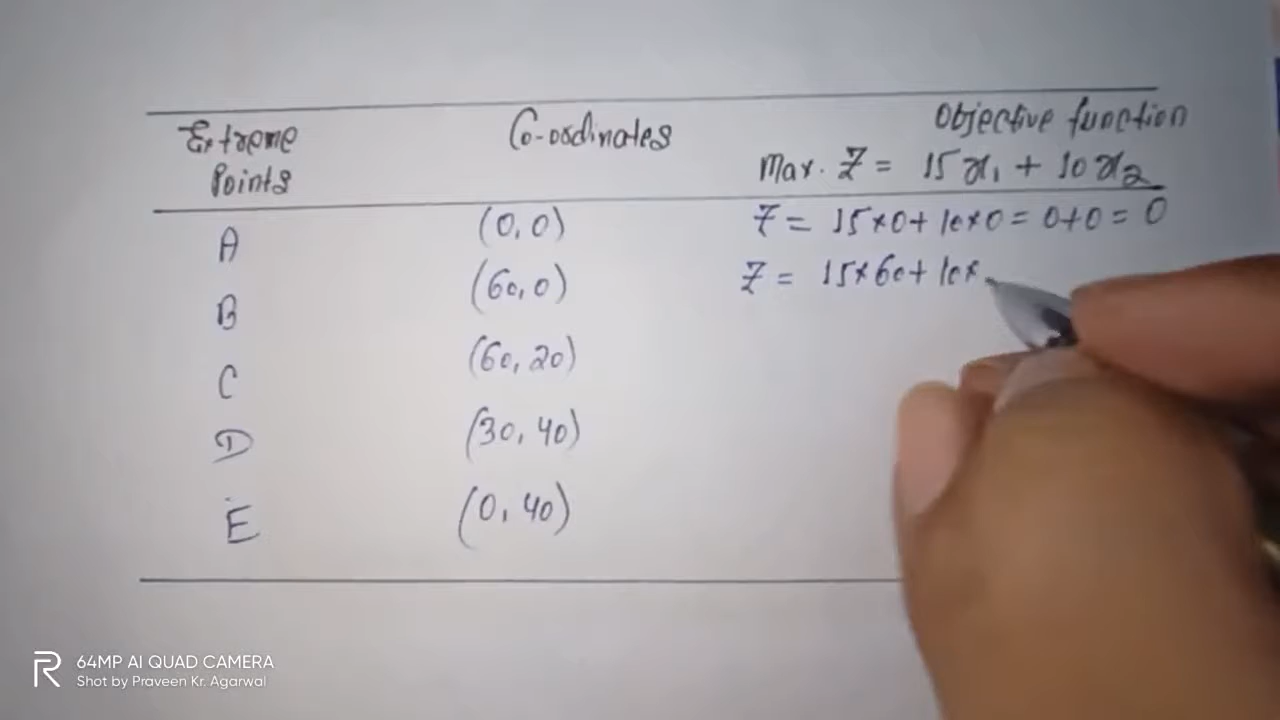 Extreme Points
Co-ordinates
Objective function
Max. Z = 15x₁ + 10x₂
A (0,0) Z = 15×0+10×0 = 0+0 = 0
B (60,0) Z = 15×60+10×
C (60,20)
D (30,40)
E (0,40)
64MP AI QUAD CAMERA
Shot by Praveen Kr. Agarwal